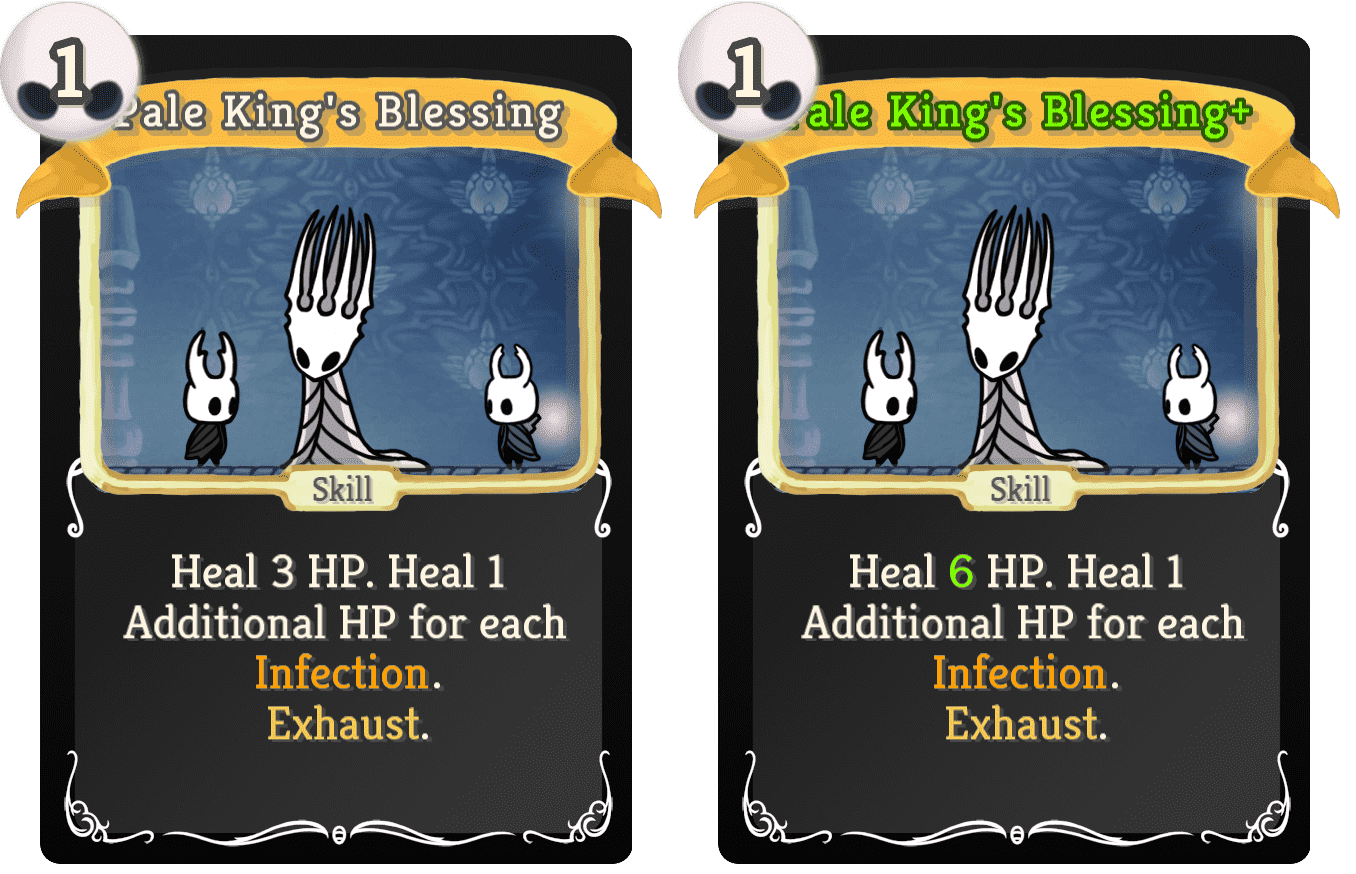 1
Pale King's Blessing
Skill
Heal 3 HP. Heal 1
Additional HP for each
Infection.
Exhaust.
1
Pale King's Blessing+
Skill
Heal 6 HP. Heal 1
Additional HP for each
Infection.
Exhaust.